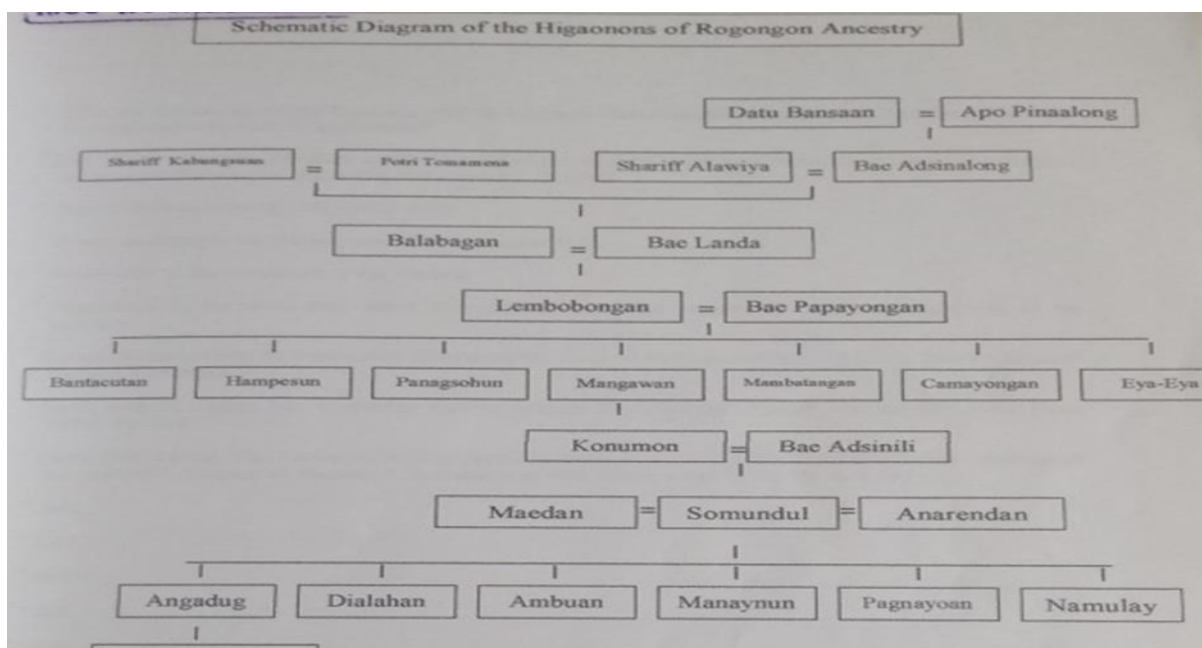 Schematic Diagram of the Higaonons of Rogongon Ancestry
Datu Bansaan = Apo Pinaalong
Shariff Kabungsuan = Potri Tomamena Shariff Alawiya = Bae Adsinalong
Balabagan = Bae Landa
Lembobongan = Bae Papayongan
Bantacutan Hampesun Panagsohun Mangawan Mambatangan Camayongan Eya-Eya
Konumon = Bae Adsinili
Maedan = Somundul = Anarendan
Angadug Dialahan Ambuan Manaynun Pagnayoan Namulay